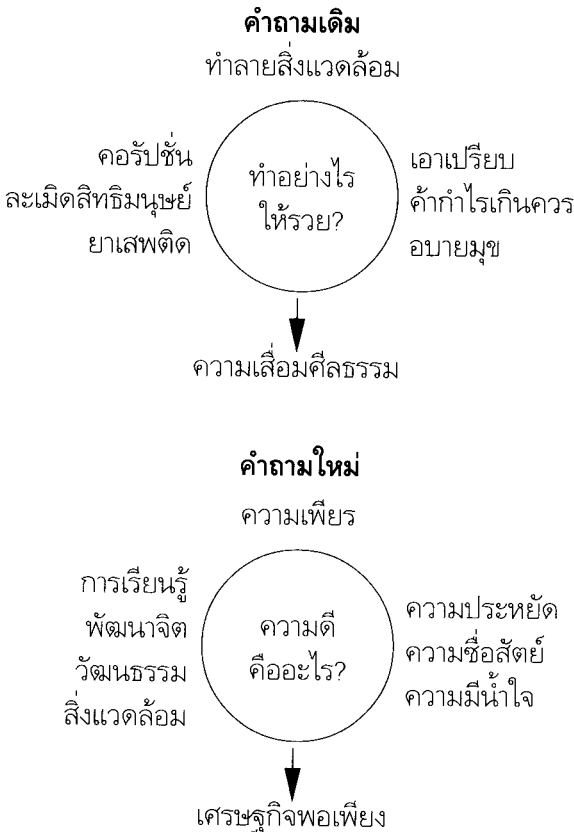 คำถามเดิม
ทำลายสิ่งแวดล้อม
คอรัปชั่น
ละเมิดสิทธิมนุษย์
ยาเสพติด
ทำอย่างไร
ให้รวย?
เอาเปรียบ
ค้ากำไรเกินควร
อบายมุข
ความเสื่อมศีลธรรม
คำถามใหม่
ความเพียร
การเรียนรู้
พัฒนาจิต
วัฒนธรรม
สิ่งแวดล้อม
ความดี
คืออะไร?
ความประหยัด
ความซื่อสัตย์
ความมีน้ำใจ
เศรษฐกิจพอเพียง